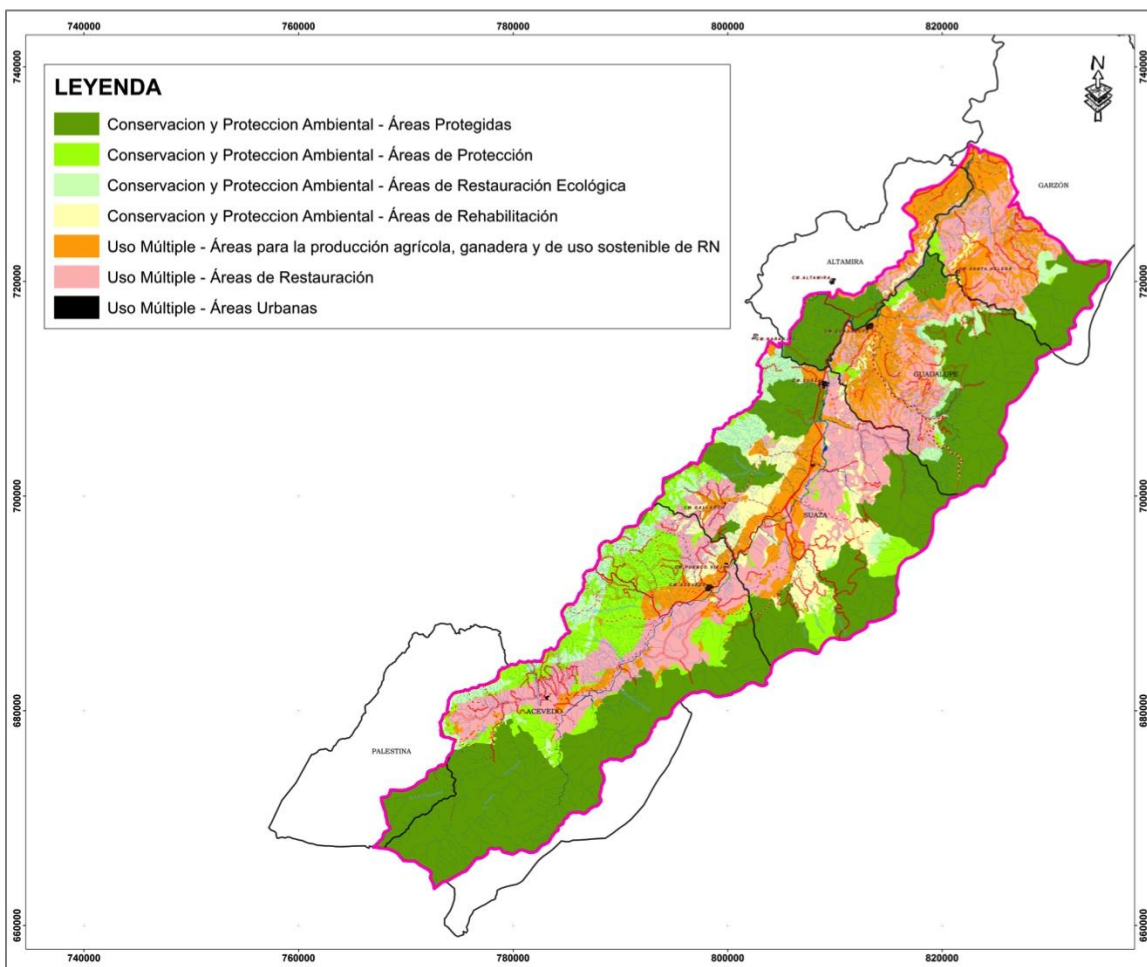 740000 760000 780000 800000 820000
740000 740000
N
LEYENDA
Conservacion y Proteccion Ambiental - Áreas Protegidas
Conservacion y Proteccion Ambiental - Áreas de Protección
Conservacion y Proteccion Ambiental - Áreas de Restauración Ecológica
Conservacion y Proteccion Ambiental - Áreas de Rehabilitación
Uso Múltiple - Áreas para la producción agrícola, ganadera y de uso sostenible de RN
Uso Múltiple - Áreas de Restauración
Uso Múltiple - Áreas Urbanas
GARZÓN
ALTAMIRA
CM. SANTA HELENA
CM. ALTAMIRA
720000 720000
GUADALUPE
700000 700000
SUAZA
680000 680000
ACEVEDO
PALESTINA
660000 660000
740000 760000 780000 800000 820000